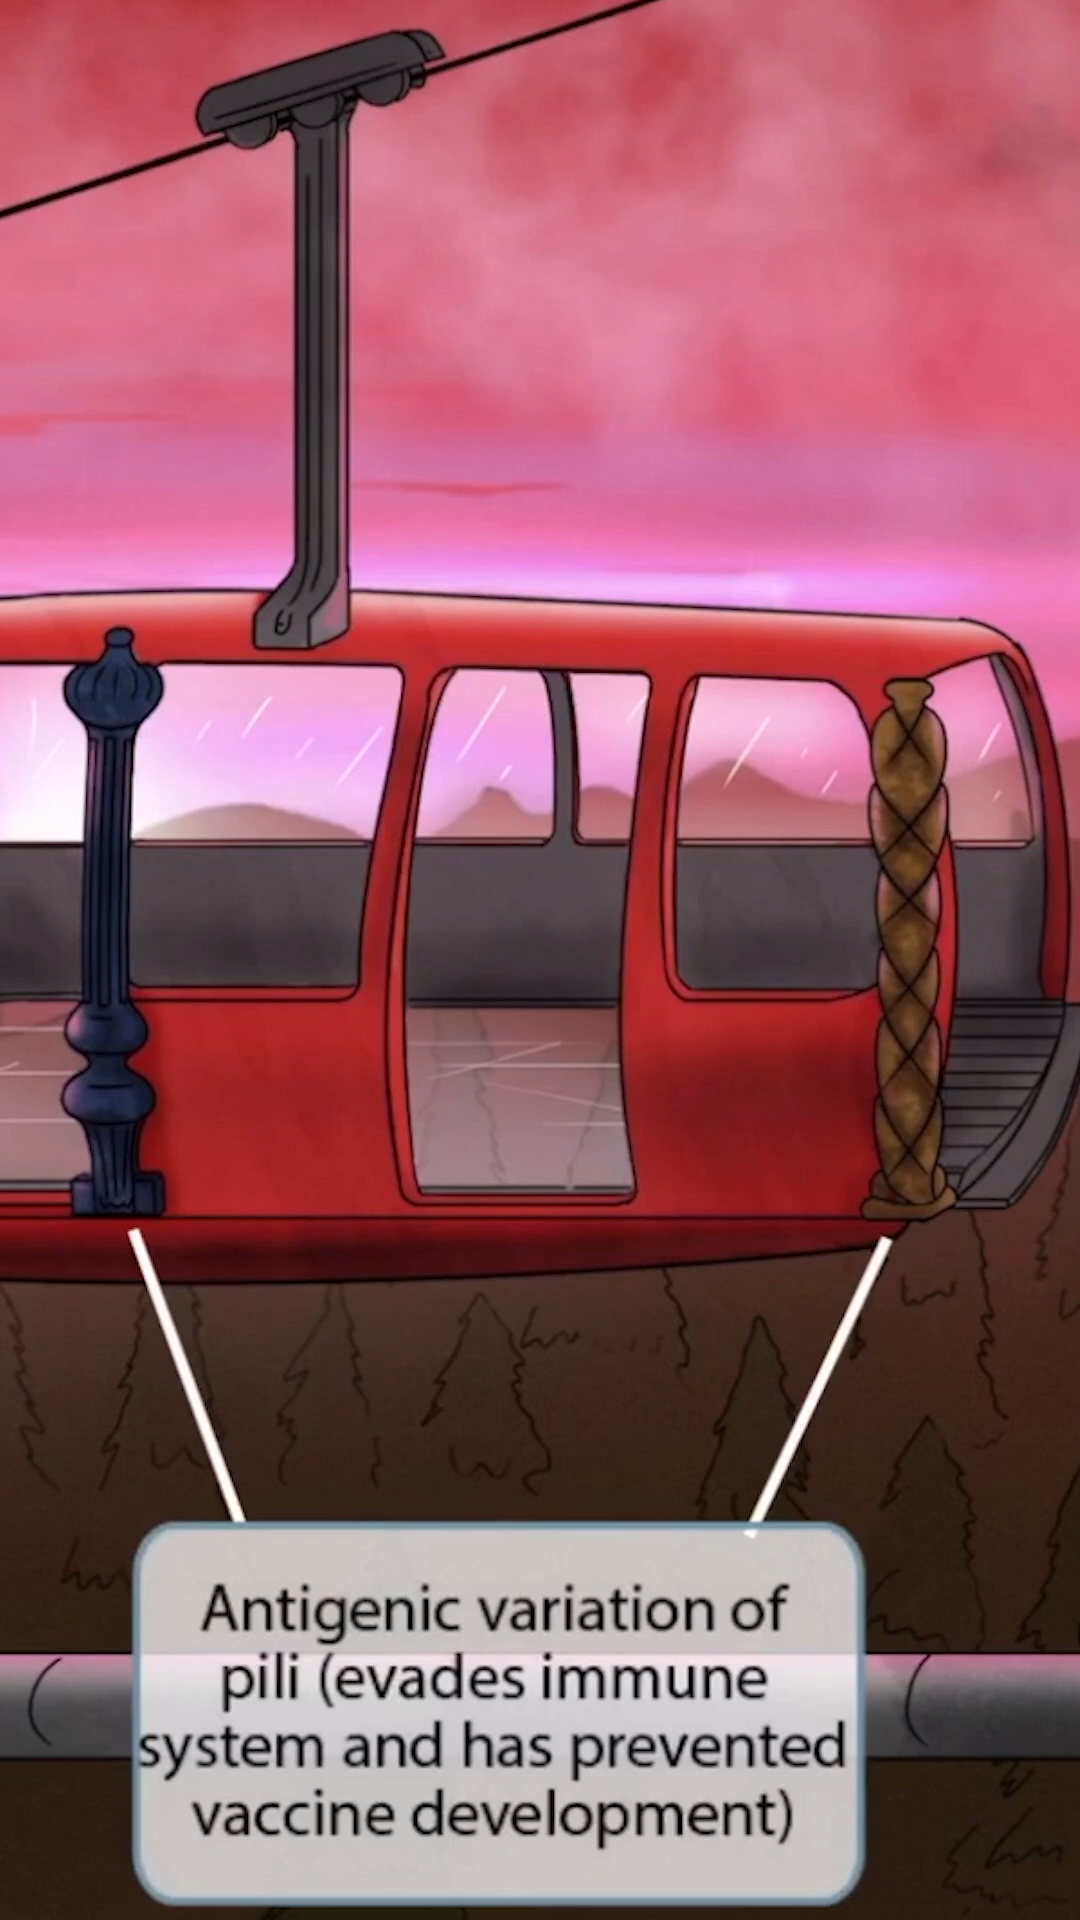 Antigenic variation of
pili (evades immune
system and has prevented
vaccine development)